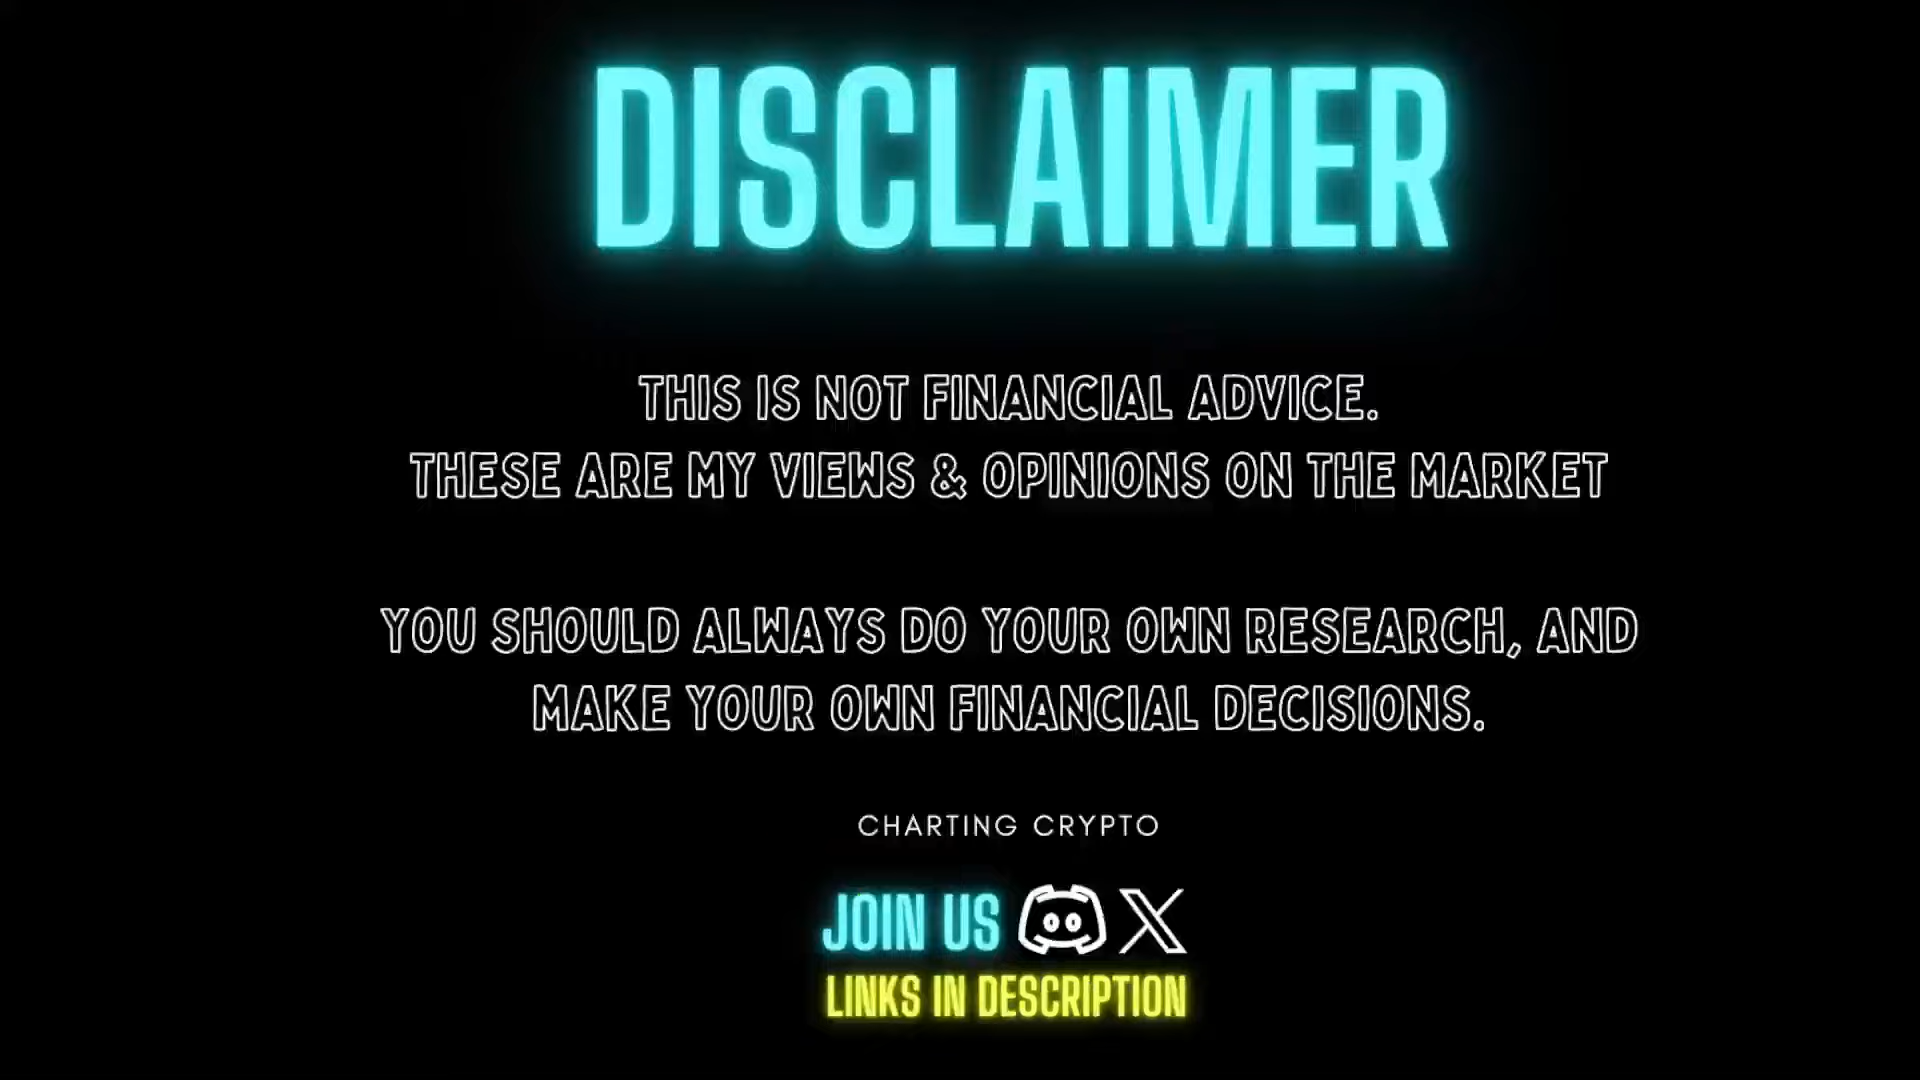 DISCLAIMER
THIS IS NOT FINANCIAL ADVICE.
THESE ARE MY VIEWS & OPINIONS ON THE MARKET
YOU SHOULD ALWAYS DO YOUR OWN RESEARCH, AND
MAKE YOUR OWN FINANCIAL DECISIONS.
CHARTING CRYPTO
JOIN US X
LINKS IN DESCRIPTION